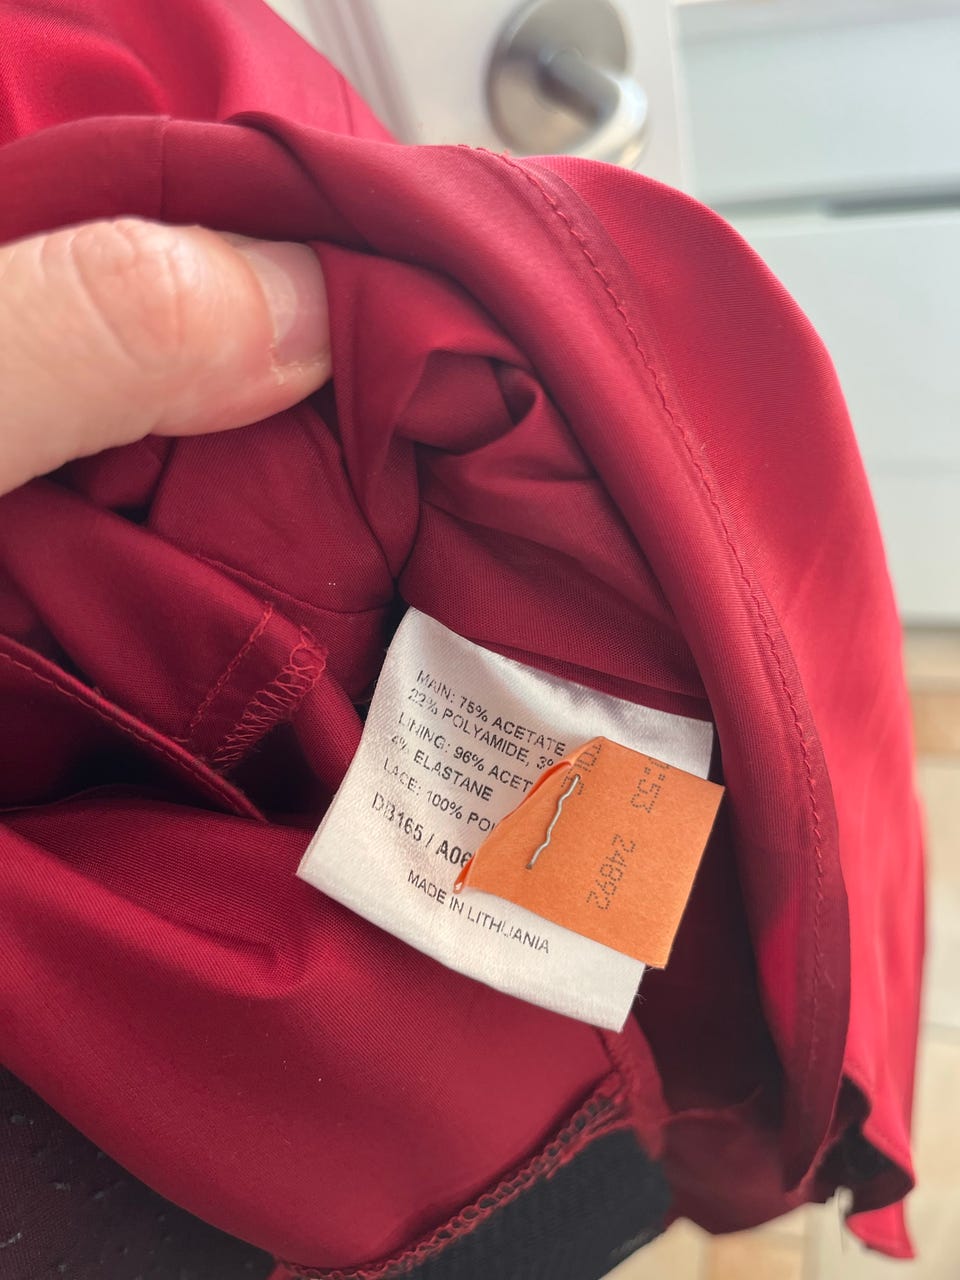 MAIN: 75% ACETATE
22% POLYAMIDE, 3%
LINING: 96% ACET
4% ELASTANE
LACE: 100% PO
DB165 / A06
MADE IN LITHUANIA
:53 24892